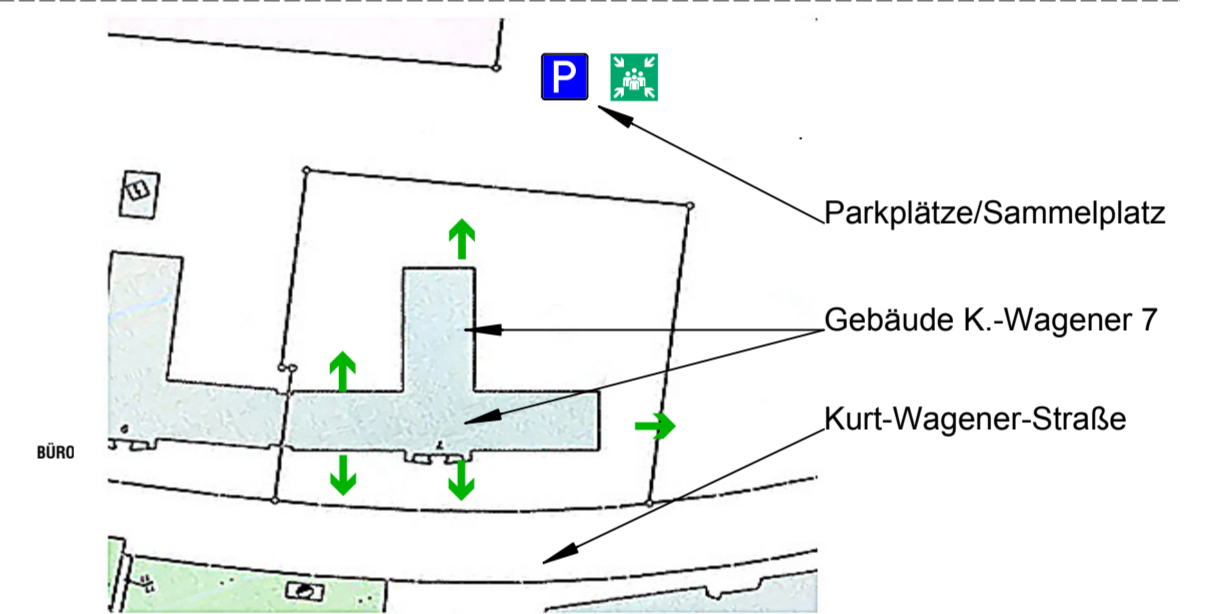 P
Parkplätze/Sammelplatz
Gebäude K.-Wagener 7
Kurt-Wagener-Straße
BÜRO